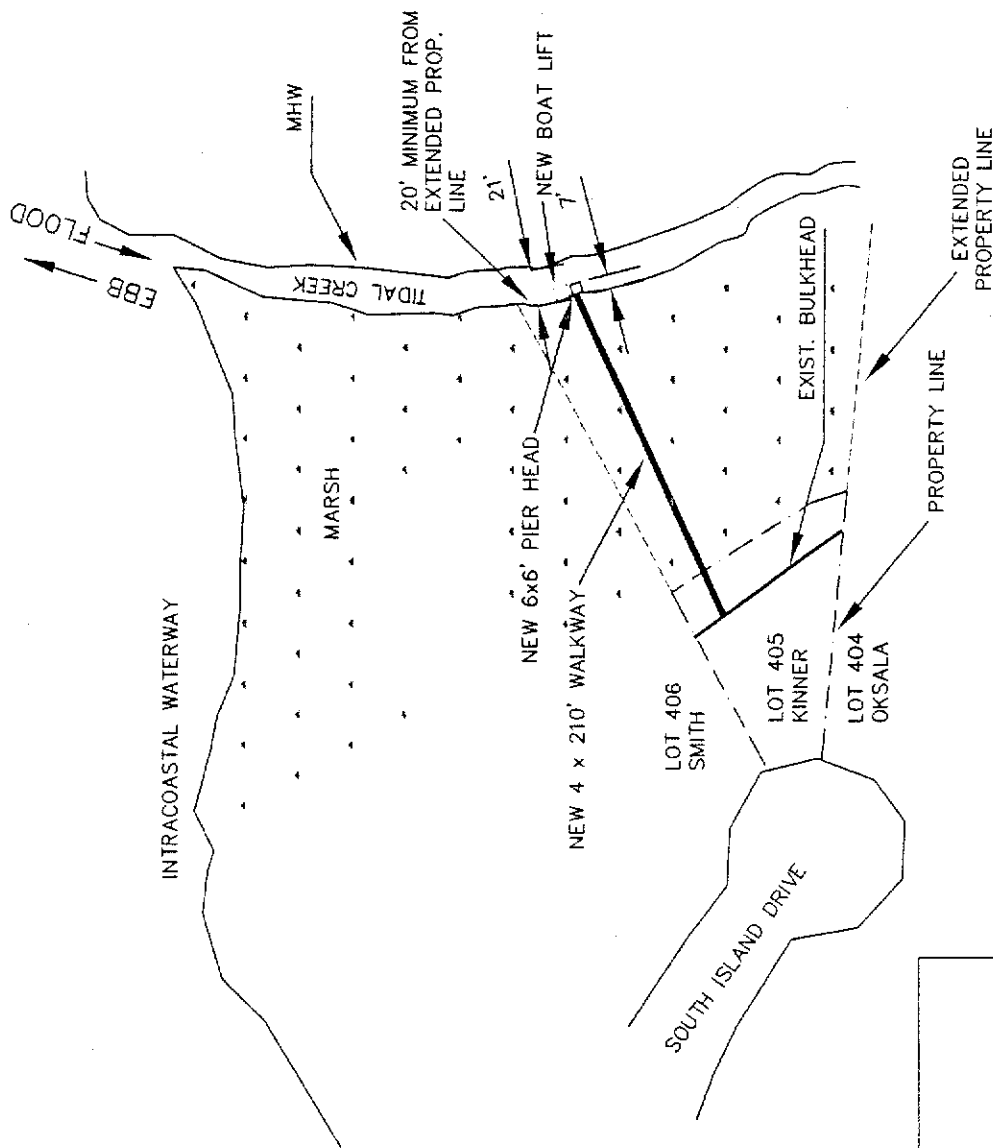 INTRACOASTAL WATERWAY
FLOOD
EBB
MHW
TIDAL CREEK
MARSH
20' MINIMUM FROM
EXTENDED PROP.
LINE
21'
NEW BOAT LIFT
7'
NEW 6x6' PIER HEAD
NEW 4 x 210' WALKWAY
EXIST. BULKHEAD
EXTENDED
PROPERTY LINE
PROPERTY LINE
LOT 406
SMITH
LOT 405
KINNER
LOT 404
OKSALA
SOUTH ISLAND DRIVE